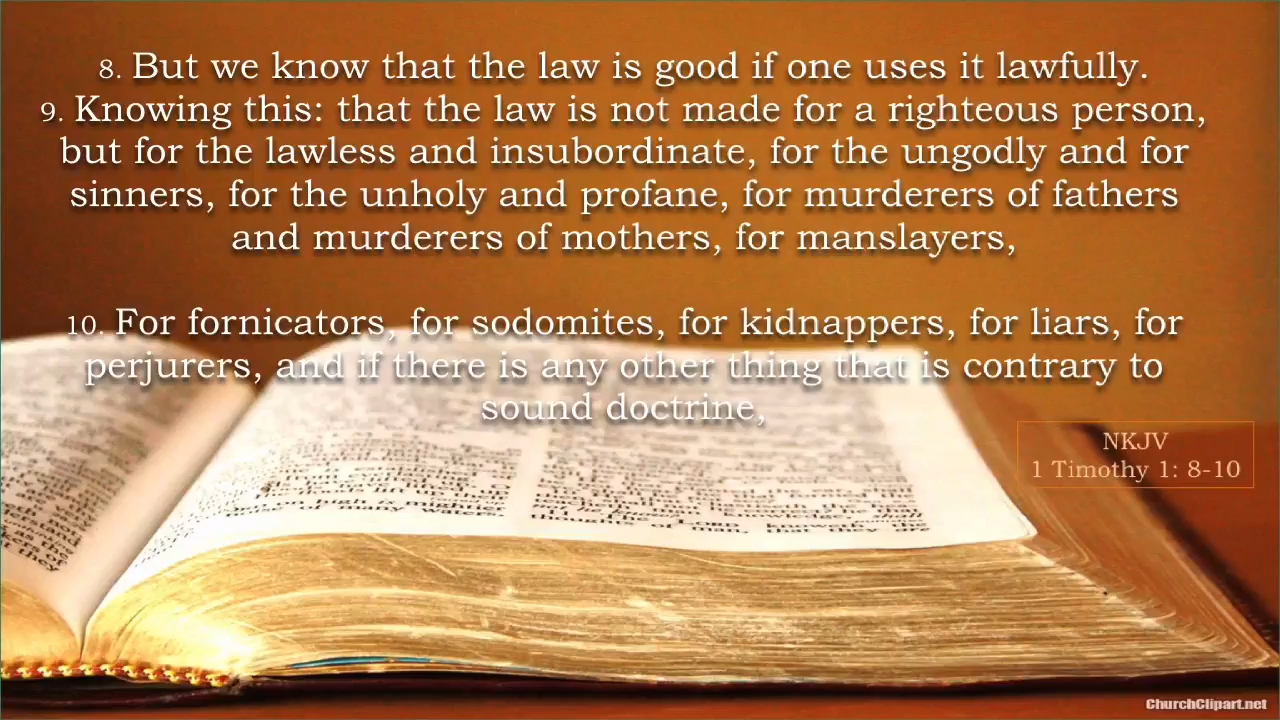 8. But we know that the law is good if one uses it lawfully.
9. Knowing this: that the law is not made for a righteous person,
but for the lawless and insubordinate, for the ungodly and for
sinners, for the unholy and profane, for murderers of fathers
and murderers of mothers, for manslayers,
10. For fornicators, for sodomites, for kidnappers, for liars, for
perjurers, and if there is any other thing that is contrary to
sound doctrine,
NKJV
1 Timothy 1: 8-10
ChurchClipart.net